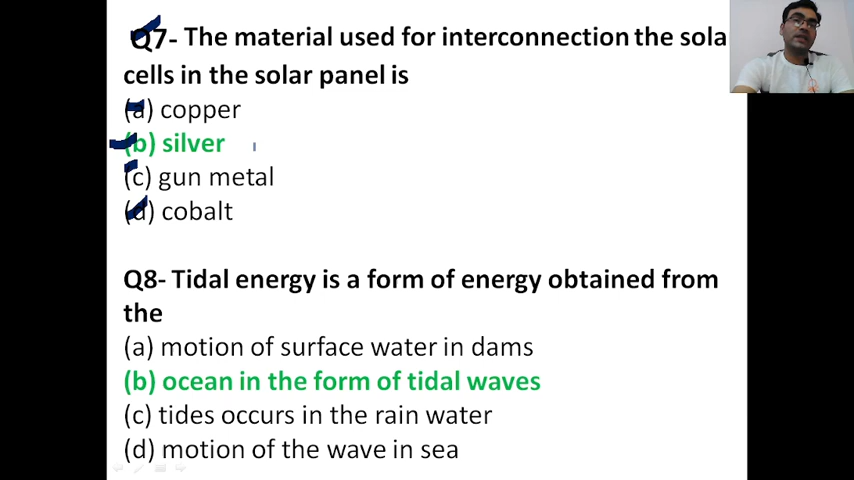 Q7- The material used for interconnection the sola
cells in the solar panel is
(a) copper
(b) silver
(c) gun metal
(d) cobalt
Q8- Tidal energy is a form of energy obtained from
the
(a) motion of surface water in dams
(b) ocean in the form of tidal waves
(c) tides occurs in the rain water
(d) motion of the wave in sea